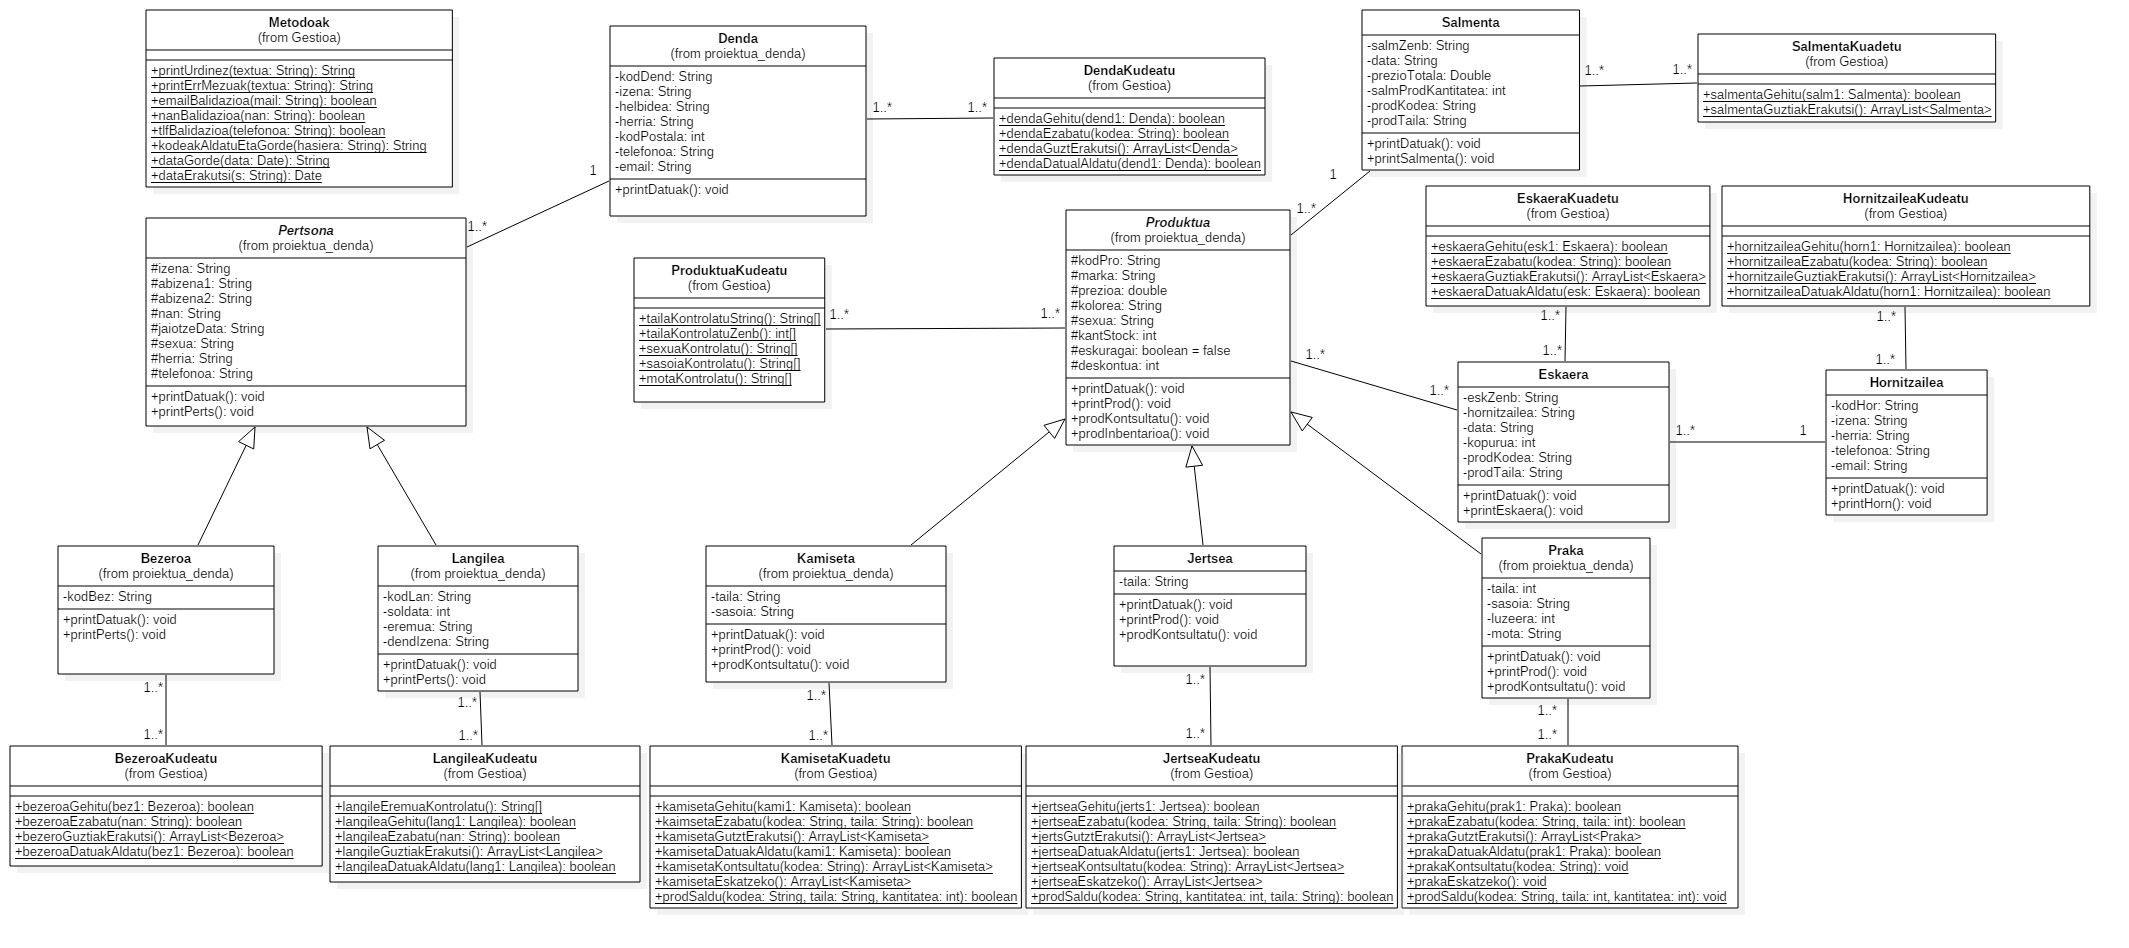 Metodoak
(from Gestioa)
+printUrdinez(textua: String): String
+printErrMezuak(textua: String): String
+emailBalidazioa(mail: String): boolean
+nanBalidazioa(nan: String): boolean
+tlfBalidazioa(telefonoa: String): boolean
+kodeakAldatuEtaGorde(hasiera: String): String
+dataGorde(data: Date): String
+dataErakutsi(s: String): Date
Denda
(from proiektua_denda)
-kodDend: String
-izena: String
-helbidea: String
-herria: String
-kodPostala: int
-telefonoa: String
-email: String
+printDatuak(): void
1..*
1..*
DendaKudeatu
(from Gestioa)
+dendaGehitu(dend1: Denda): boolean
+dendaEzabatu(kodea: String): boolean
+dendaGuztErakutsi(): ArrayList<Denda>
+dendaDatualAldatu(dend1: Denda): boolean
Salmenta
-salmZenb: String
-data: String
-prezioTotala: Double
-salmProdKantitatea: int
-prodKodea: String
-prodTaila: String
+printDatuak(): void
+printSalmenta(): void
1..*
1..*
SalmentaKuadetu
(from Gestioa)
+salmentaGehitu(salm1: Salmenta): boolean
+salmentaGuztiakErakutsi(): ArrayList<Salmenta>
1
1..*
1
1..*
Pertsona
(from proiektua_denda)
#izena: String
#abizena1: String
#abizena2: String
#nan: String
#jaiotzeData: String
#sexua: String
#herria: String
#telefonoa: String
+printDatuak(): void
+printPerts(): void
ProduktuaKudeatu
(from Gestioa)
+tailaKontrolatuString(): String[]
+tailaKontrolatuZenb(): int[]
+sexuaKontrolatu(): String[]
+sasoiaKontrolatu(): String[]
+motaKontrolatu(): String[]
1..*
1..*
Produktua
(from proiektua_denda)
#kodPro: String
#marka: String
#prezioa: double
#kolorea: String
#sexua: String
#kantStock: int
#eskuragai: boolean = false
#deskontua: int
+printDatuak(): void
+printProd(): void
+prodKontsultatu(): void
+prodInbentarioa(): void
EskaeraKuadetu
(from Gestioa)
+eskaeraGehitu(esk1: Eskaera): boolean
+eskaeraEzabatu(kodea: String): boolean
+eskaeraGuztiakErakutsi(): ArrayList<Eskaera>
+eskaeraDatuakAldatu(esk: Eskaera): boolean
HornitzaileaKudeatu
(from Gestioa)
+hornitzaileaGehitu(horn1: Hornitzailea): boolean
+hornitzaileaEzabatu(kodea: String): boolean
+hornitzaileGuztiakErakutsi(): ArrayList<Hornitzailea>
+hornitzaileaDatuakAldatu(horn1: Hornitzailea): boolean
1..*
1..*
1..*
1..*
1..*
1..*
Eskaera
-eskZenb: String
-hornitzailea: String
-data: String
-kopurua: int
-prodKodea: String
-prodTaila: String
+printDatuak(): void
+printEskaera(): void
1..*
1
Hornitzailea
-kodHor: String
-izena: String
-herria: String
-telefonoa: String
-email: String
+printDatuak(): void
+printHorn(): void
Bezeroa
(from proiektua_denda)
-kodBez: String
+printDatuak(): void
+printPerts(): void
Langilea
(from proiektua_denda)
-kodLan: String
-soldata: int
-eremua: String
-dendIzena: String
+printDatuak(): void
+printPerts(): void
Kamiseta
(from proiektua_denda)
-taila: String
-sasoia: String
+printDatuak(): void
+printProd(): void
+prodKontsultatu(): void
Jertsea
-taila: String
+printDatuak(): void
+printProd(): void
+prodKontsultatu(): void
Praka
(from proiektua_denda)
-taila: int
-sasoia: String
-luzeera: int
-mota: String
+printDatuak(): void
+printProd(): void
+prodKontsultatu(): void
1..*
1..*
1..*
1..*
1..*
1..*
1..*
1..*
1..*
1..*
BezeroaKudeatu
(from Gestioa)
+bezeroaGehitu(bez1: Bezeroa): boolean
+bezeroaEzabatu(nan: String): boolean
+bezeroGuztiakErakutsi(): ArrayList<Bezeroa>
+bezeroaDatuakAldatu(bez1: Bezeroa): boolean
LangileaKudeatu
(from Gestioa)
+langileEremuaKontrolatu(): String[]
+langileaGehitu(lang1: Langilea): boolean
+langileaEzabatu(nan: String): boolean
+langileGuztiakErakutsi(): ArrayList<Langilea>
+langileaDatuakAldatu(lang1: Langilea): boolean
KamisetaKuadetu
(from Gestioa)
+kamisetaGehitu(kami1: Kamiseta): boolean
+kaimsetaEzabatu(kodea: String, taila: String): boolean
+kamisetaGutztErakutsi(): ArrayList<Kamiseta>
+kamisetaDatuakAldatu(kami1: Kamiseta): boolean
+kamisetaKontsultatu(kodea: String): ArrayList<Kamiseta>
+kamisetaEskatzeko(): ArrayList<Kamiseta>
+prodSaldu(kodea: String, taila: String, kantitatea: int): boolean
JertseaKudeatu
(from Gestioa)
+jertseaGehitu(jerts1: Jertsea): boolean
+jertseaEzabatu(kodea: String, taila: String): boolean
+jertsGutztErakutsi(): ArrayList<Jertsea>
+jertseaDatuakAldatu(jerts1: Jertsea): boolean
+jertseaKontsultatu(kodea: String): ArrayList<Jertsea>
+jertseaEskatzeko(): ArrayList<Jertsea>
+prodSaldu(kodea: String, kantitatea: int, taila: String): boolean
PrakaKudeatu
(from Gestioa)
+prakaGehitu(prak1: Praka): boolean
+prakaEzabatu(kodea: String, taila: int): boolean
+prakaGutztErakutsi(): ArrayList<Praka>
+prakaDatuakAldatu(prak1: Praka): boolean
+prakaKontsultatu(kodea: String): void
+prakaEskatzeko(): void
+prodSaldu(kodea: String, taila: int, kantitatea: int): void